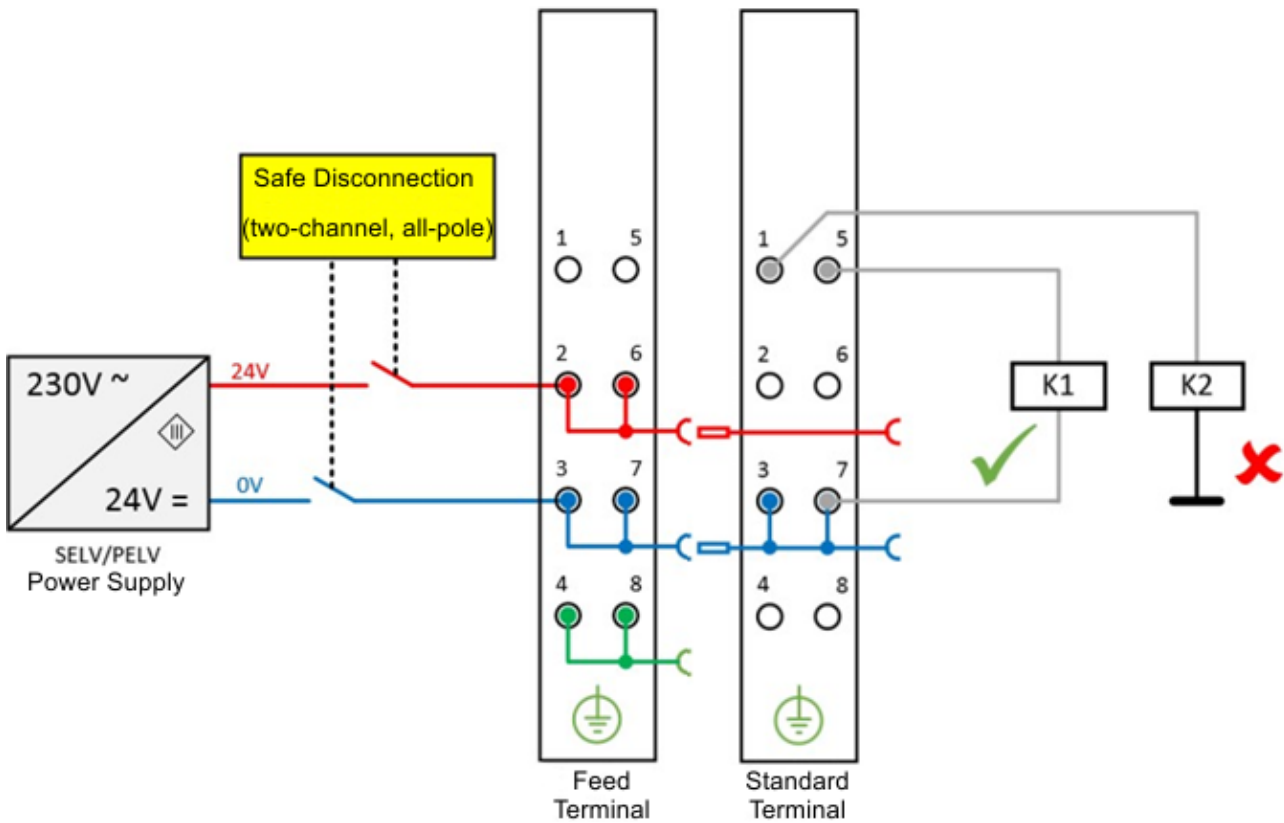 Safe Disconnection
(two-channel, all-pole)
1 5 1 5
2 6 2 6
230V ~ 24V K1 K2
III
24V = 0V 3 7 3 7
SELV/PELV
Power Supply
4 8 4 8
Feed
Terminal
Standard
Terminal